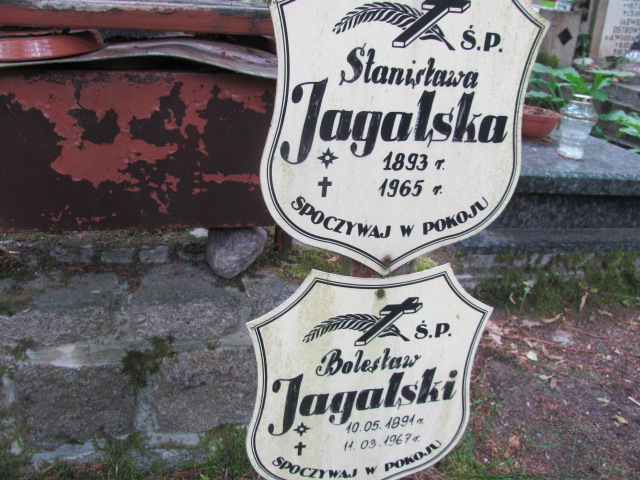 Ś.P.
Stanisława
Jagalska
1893 r.
1965 r.
SPOCZYWAJ W POKOJU
Ś.P.
Bolesław
Jagalski
10.05.1891 r.
11.03.1967 r.
SPOCZYWAJ W POKOJU